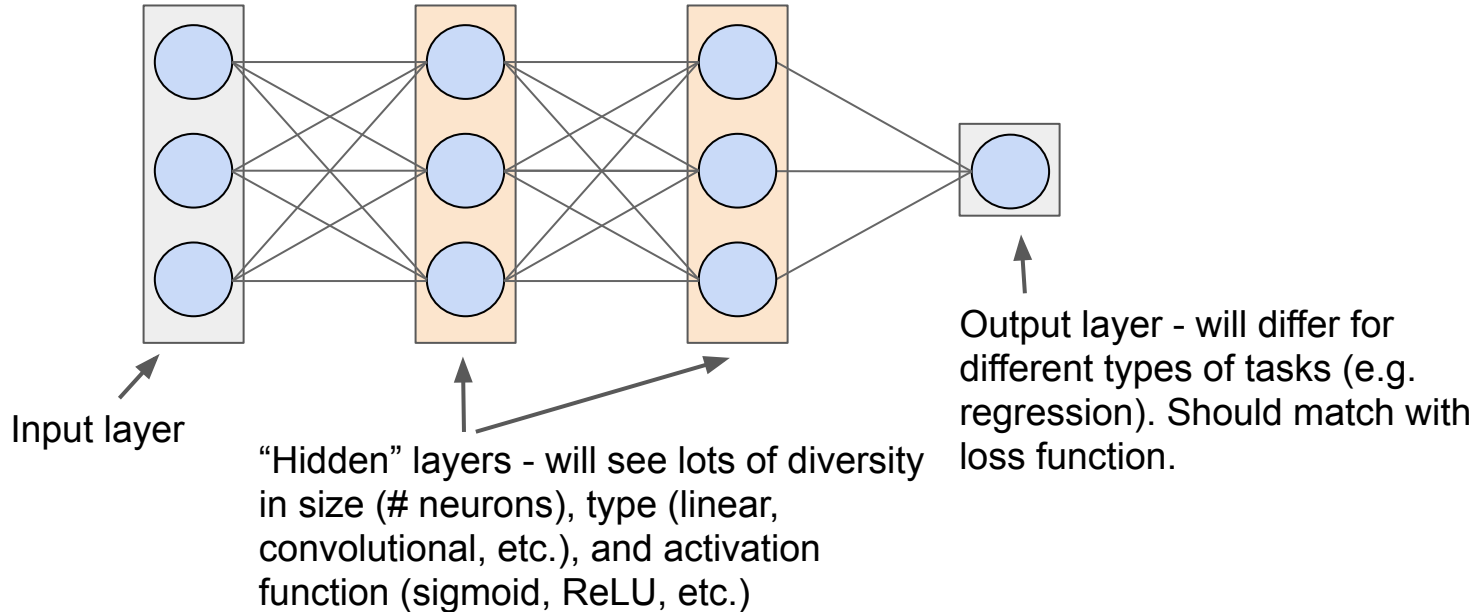 Input layer
“Hidden” layers - will see lots of diversity
in size (# neurons), type (linear,
convolutional, etc.), and activation
function (sigmoid, ReLU, etc.)
Output layer - will differ for
different types of tasks (e.g.
regression). Should match with
loss function.